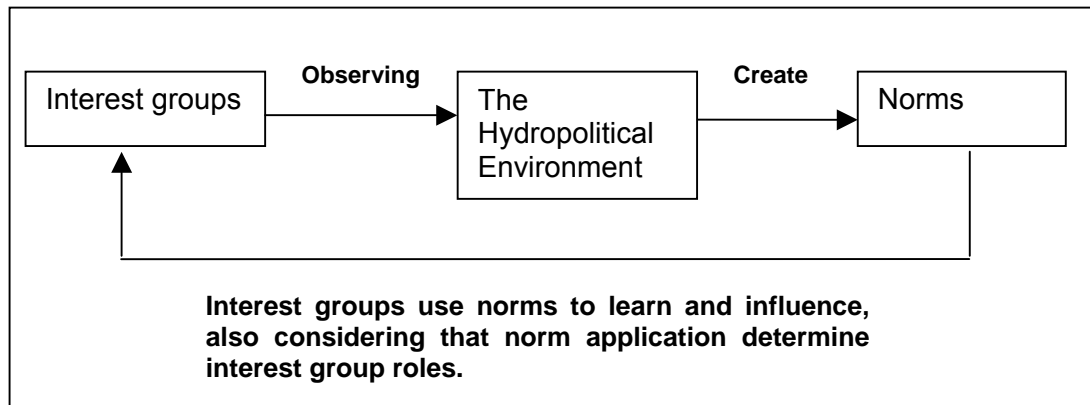 Interest groups
Observing
The
Hydropolitical
Environment
Create
Norms
Interest groups use norms to learn and influence,
also considering that norm application determine
interest group roles.